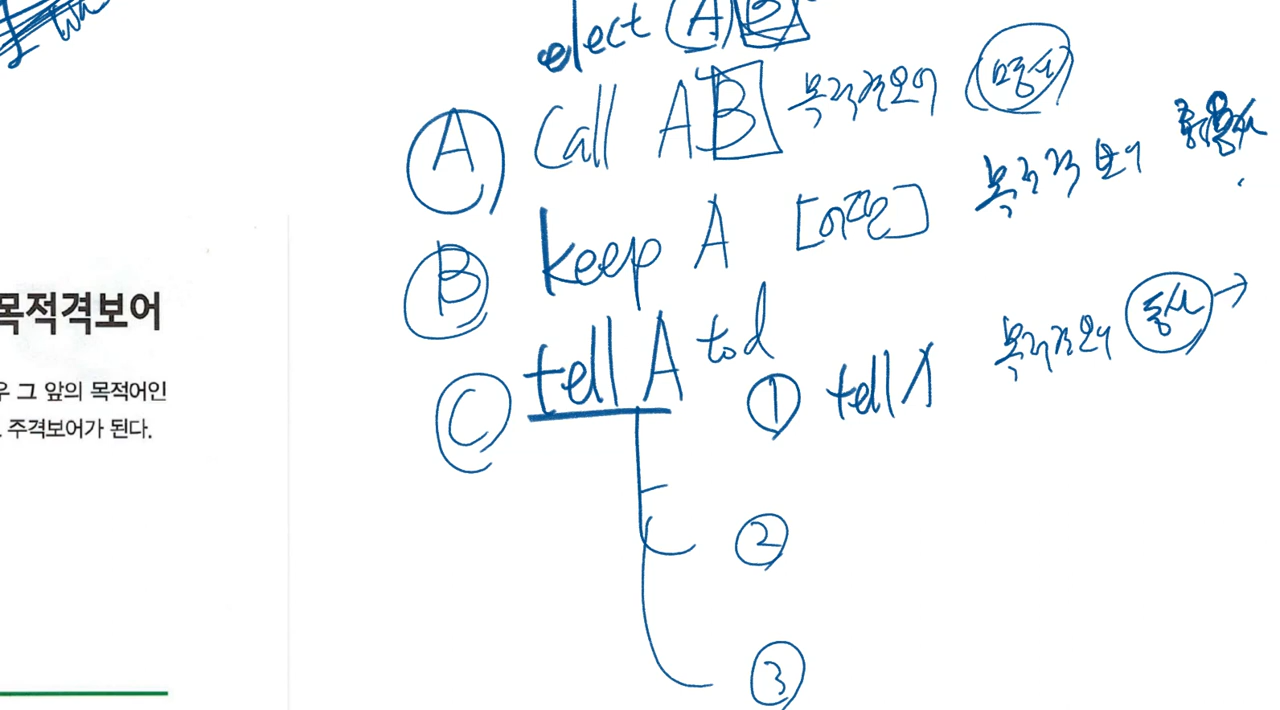 elect A B
A call A B 목적격보어 명사
B keep A [어떤] 목적격 보어
C tell A to d
① tell A 목적격보어 동사 →
②
③
목적격보어
우 그 앞의 목적어인
주격보어가 된다.